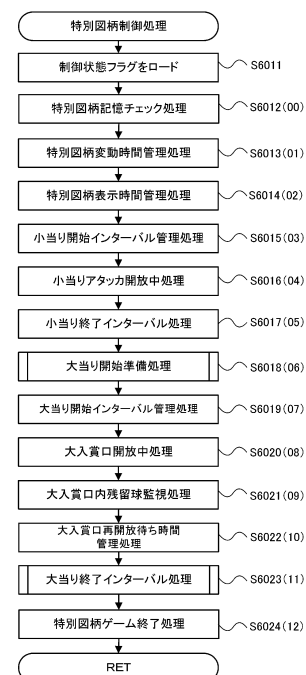 特別図柄制御処理
制御状態フラグをロード S6011
特別図柄記憶チェック処理 S6012(00)
特別図柄変動時間管理処理 S6013(01)
特別図柄表示時間管理処理 S6014(02)
小当り開始インターバル管理処理 S6015(03)
小当りアタッカ開放中処理 S6016(04)
小当り終了インターバル処理 S6017(05)
大当り開始準備処理 S6018(06)
大当り開始インターバル管理処理 S6019(07)
大入賞口開放中処理 S6020(08)
大入賞口内残留球監視処理 S6021(09)
大入賞口再開放待ち時間
管理処理 S6022(10)
大当り終了インターバル処理 S6023(11)
特別図柄ゲーム終了処理 S6024(12)
RET